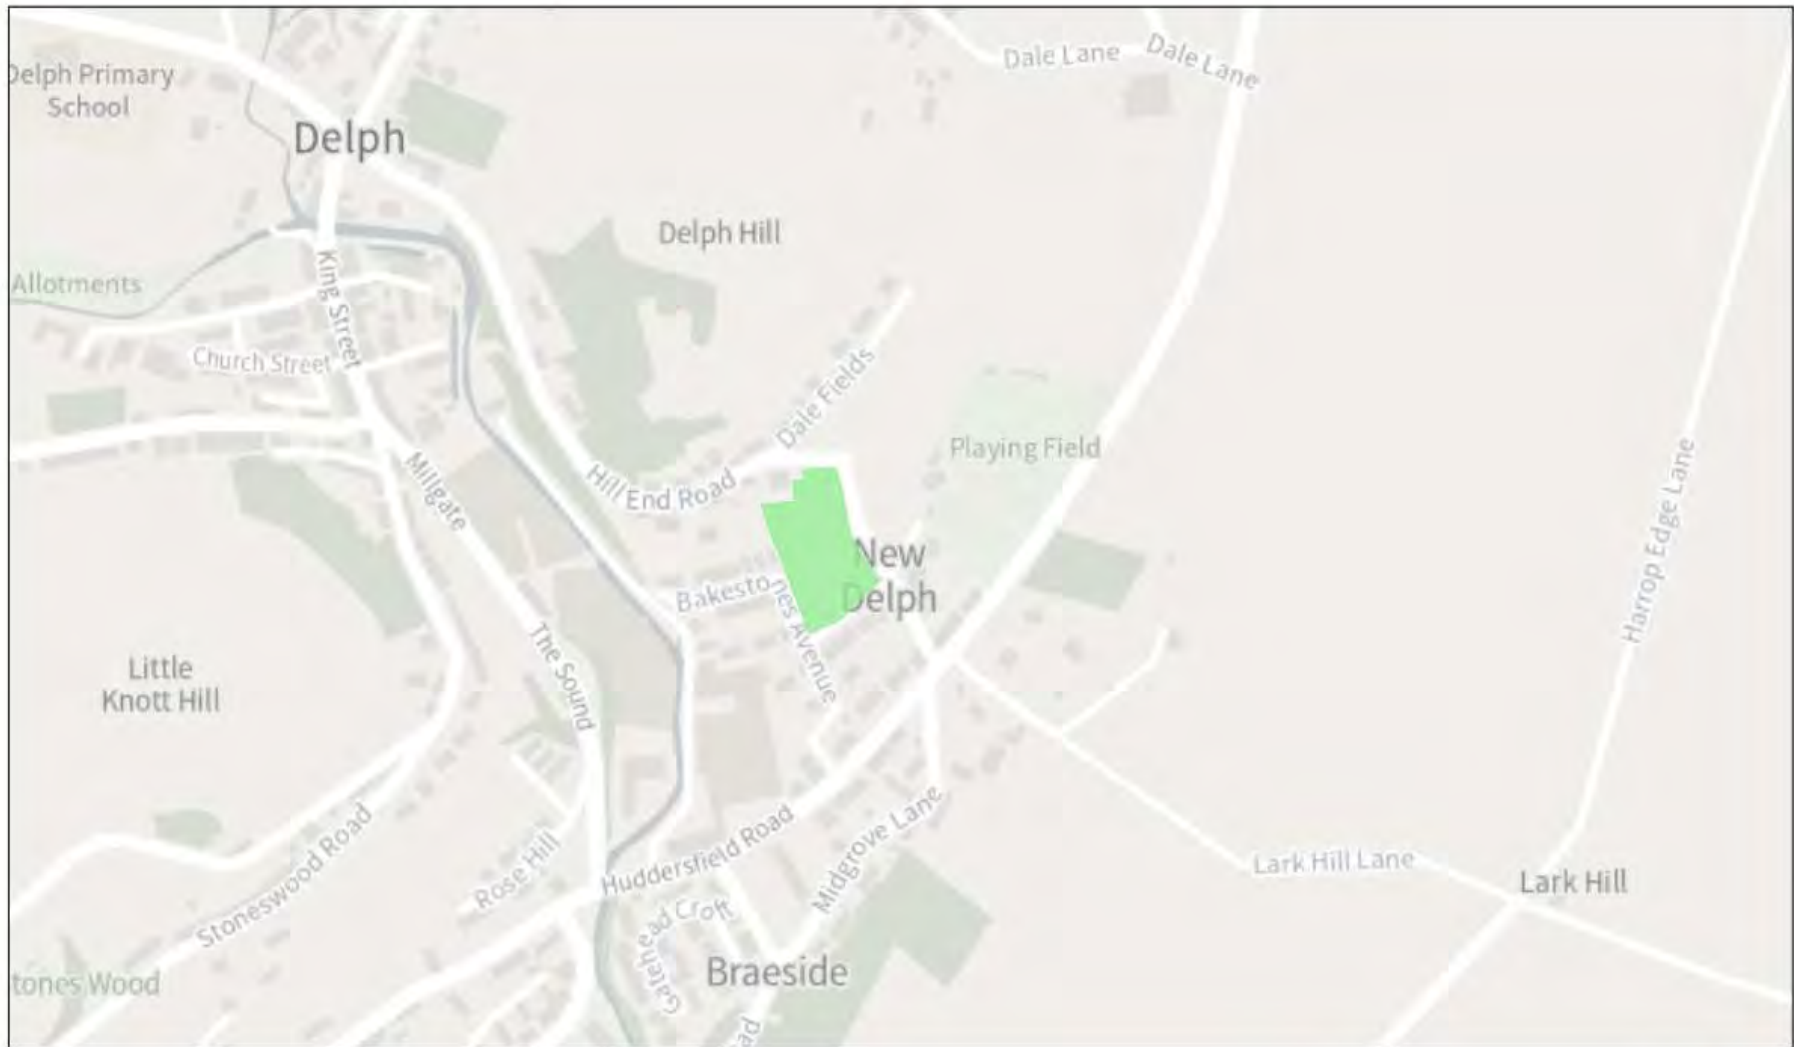 Dale Lane
Dale Lane
Delph Primary
School
Delph
Delph Hill
Allotments
King Street
Church Street
Dale Fields
Playing Field
Millgate
Hill End Road
New
Delph
Bakestones Avenue
Harrop Edge Lane
The Sound
Little
Knott Hill
Huddersfield Road
Midgrove Lane
Rose Hill
Stoneswood Road
Lark Hill Lane
Lark Hill
Gatehead Croft
Braeside
tones Wood
ad